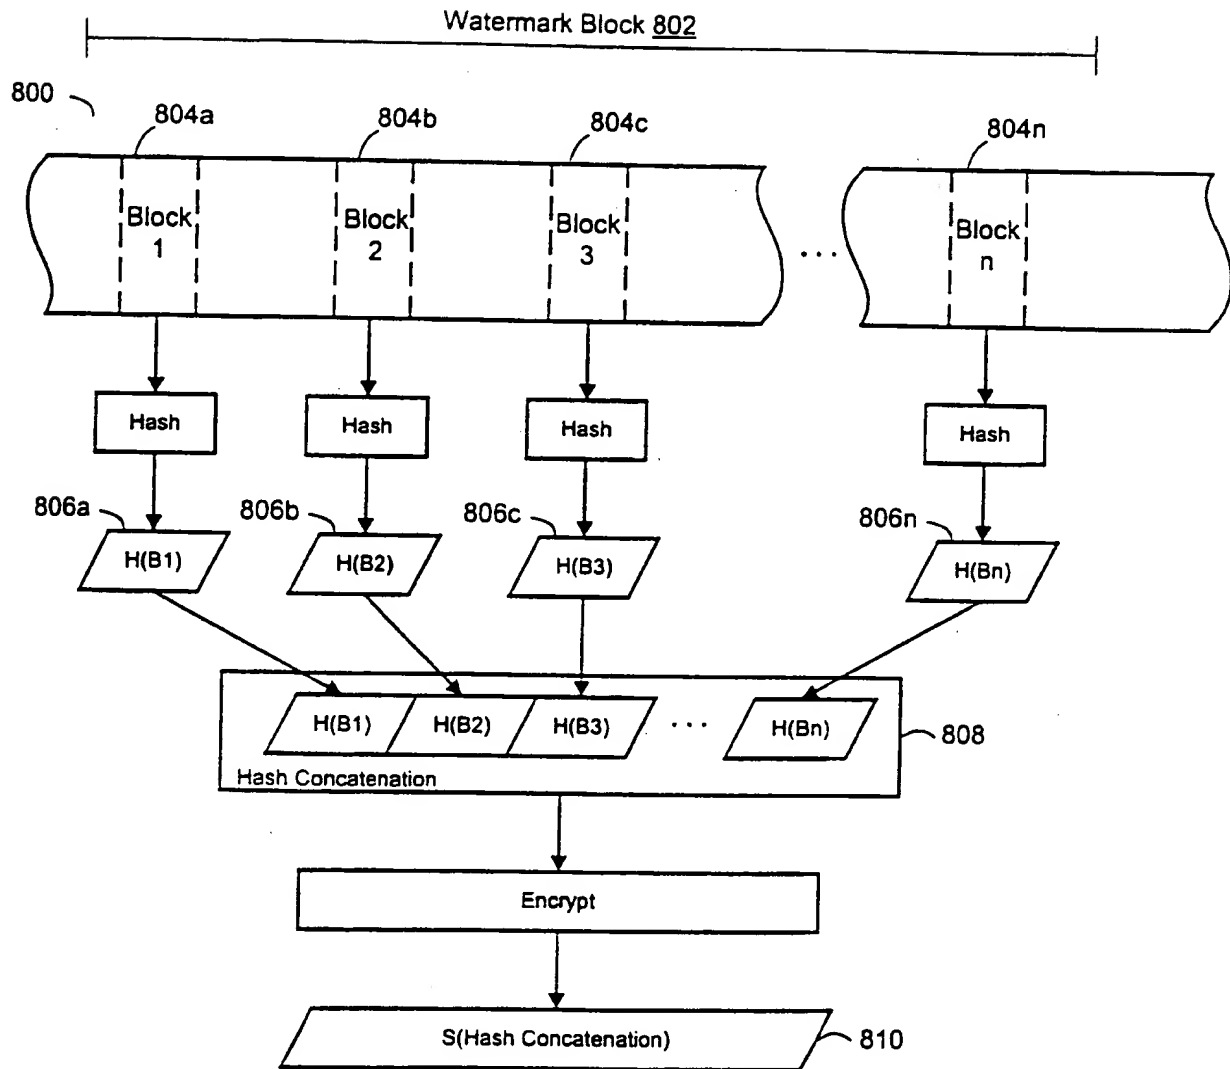 Watermark Block 802
800
804a
804b
804c
804n
Block
1
Block
2
Block
3
. . .
Block
n
Hash
Hash
Hash
Hash
806a
806b
806c
806n
H(B1)
H(B2)
H(B3)
H(Bn)
H(B1)
H(B2)
H(B3)
. . .
H(Bn)
808
Hash Concatenation
Encrypt
S(Hash Concatenation)
810